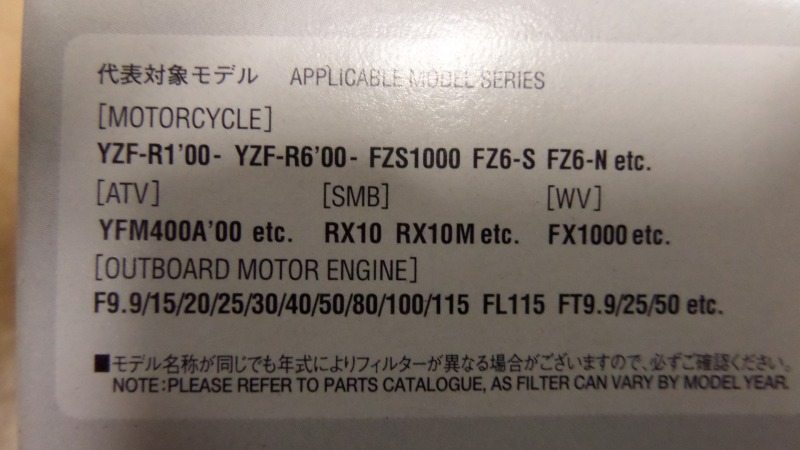 代表対象モデル APPLICABLE MODEL SERIES
[MOTORCYCLE]
YZF-R1'00- YZF-R6'00- FZS1000 FZ6-S FZ6-N etc.
[ATV] [SMB] [WV]
YFM400A'00 etc. RX10 RX10M etc. FX1000 etc.
[OUTBOARD MOTOR ENGINE]
F9.9/15/20/25/30/40/50/80/100/115 FL115 FT9.9/25/50 etc.
■モデル名称が同じでも年式によりフィルターが異なる場合がございますので、必ずご確認ください。
NOTE:PLEASE REFER TO PARTS CATALOGUE, AS FILTER CAN VARY BY MODEL YEAR.